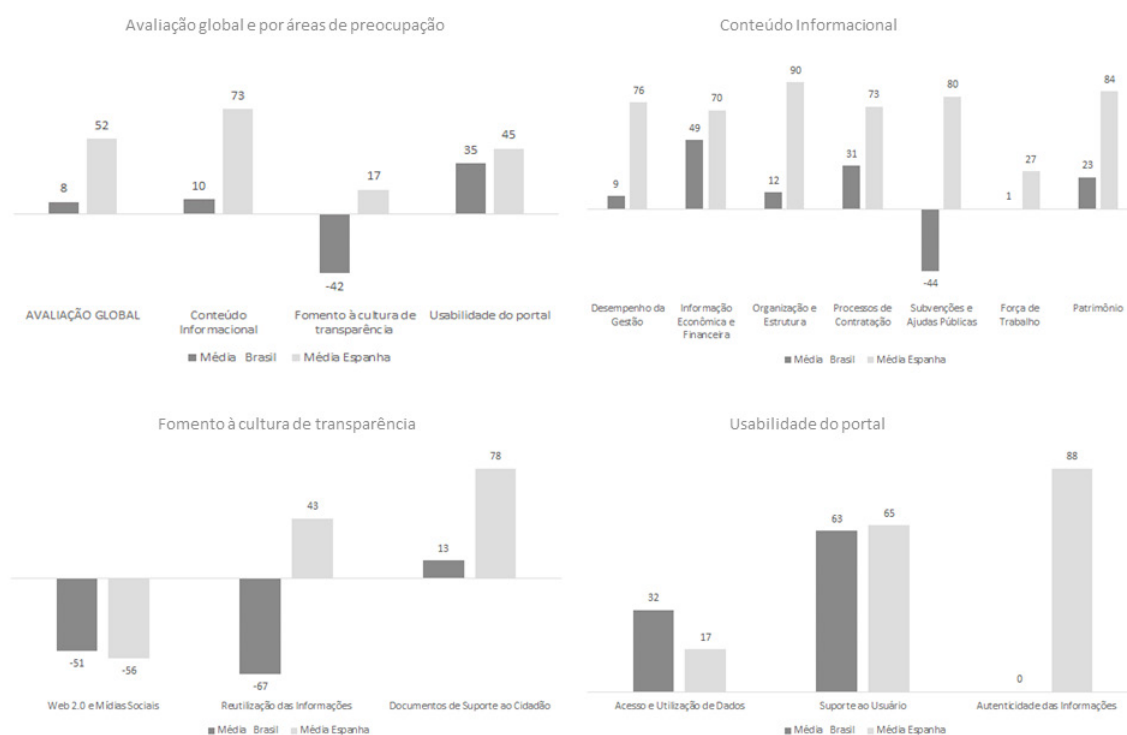 Avaliação global e por áreas de preocupação
52
8
73
10
17
-42
35
45
AVALIAÇÃO GLOBAL
Conteúdo
Informacional
Fomento à cultura de
transparência
Usabilidade do portal
Média Brasil
Média Espanha
Conteúdo Informacional
9
76
49
70
12
90
31
73
-44
80
1
27
23
84
Desempenho da
Gestão
Informação
Econômica e
Financeira
Organização e
Estrutura
Processos de
Contratação
Subvenções e
Ajudas Públicas
Força de
Trabalho
Patrimônio
Média Brasil
Média Espanha
Fomento à cultura de transparência
-51
-56
-67
43
13
78
Web 2.0 e Mídias Sociais
Reutilização das Informações
Documentos de Suporte ao Cidadão
Média Brasil
Média Espanha
Usabilidade do portal
32
17
63
65
0
88
Acesso e Utilização de Dados
Suporte ao Usuário
Autenticidade das Informações
Média Brasil
Média Espanha